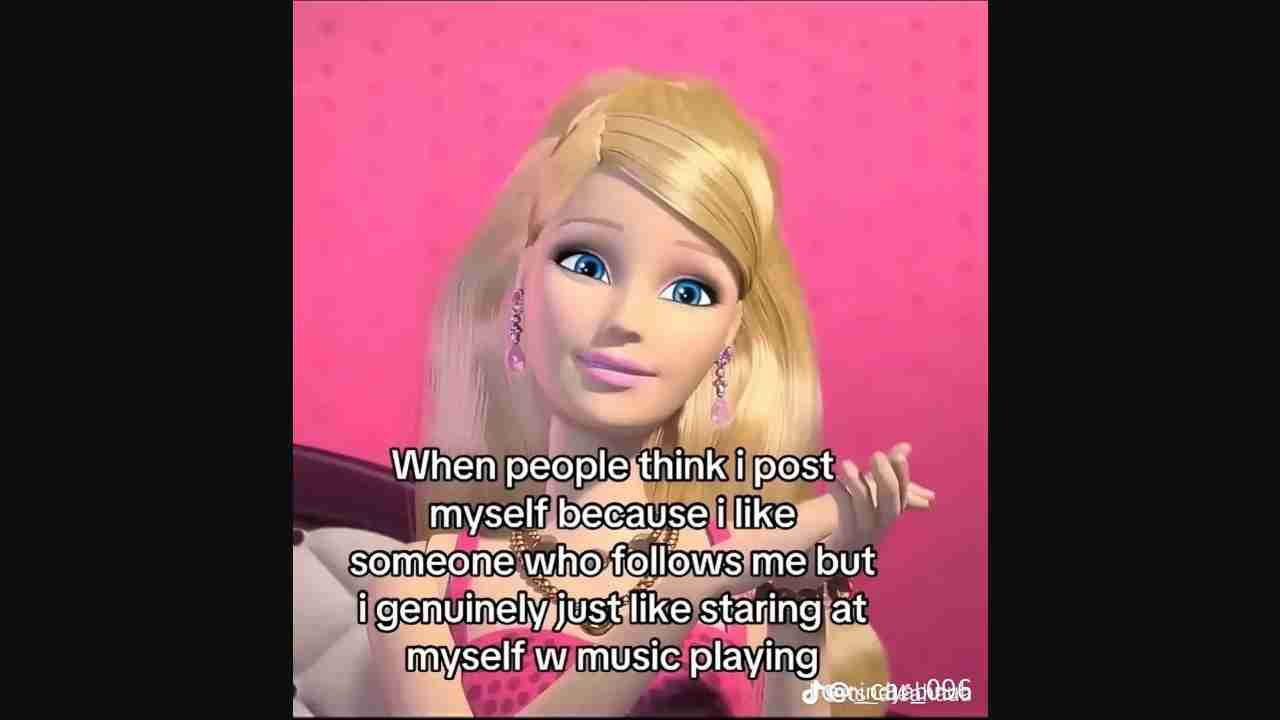 When people think i post
myself because i like
someone who follows me but
i genuinely just like staring at
myself w music playing